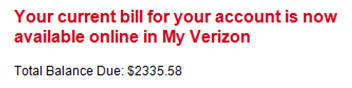 Your current bill for your account is now
available online in My Verizon
Total Balance Due: $2335.58